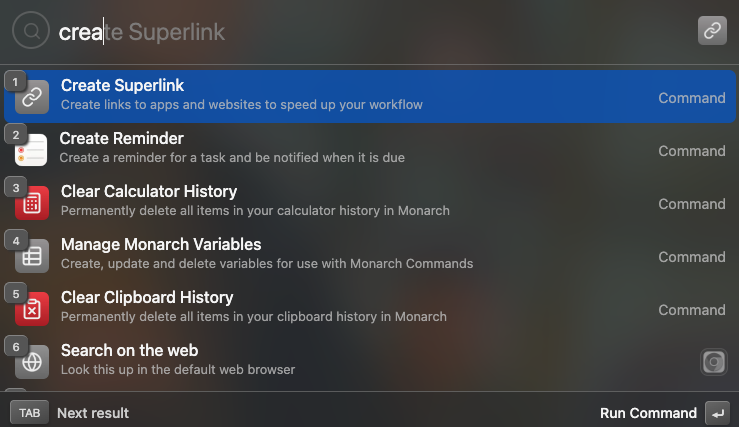 create Superlink
1
Create Superlink
Create links to apps and websites to speed up your workflow
Command
2
Create Reminder
Create a reminder for a task and be notified when it is due
Command
3
Clear Calculator History
Permanently delete all items in your calculator history in Monarch
Command
4
Manage Monarch Variables
Create, update and delete variables for use with Monarch Commands
Command
5
Clear Clipboard History
Permanently delete all items in your clipboard history in Monarch
Command
6
Search on the web
Look this up in the default web browser
TAB Next result
Run Command